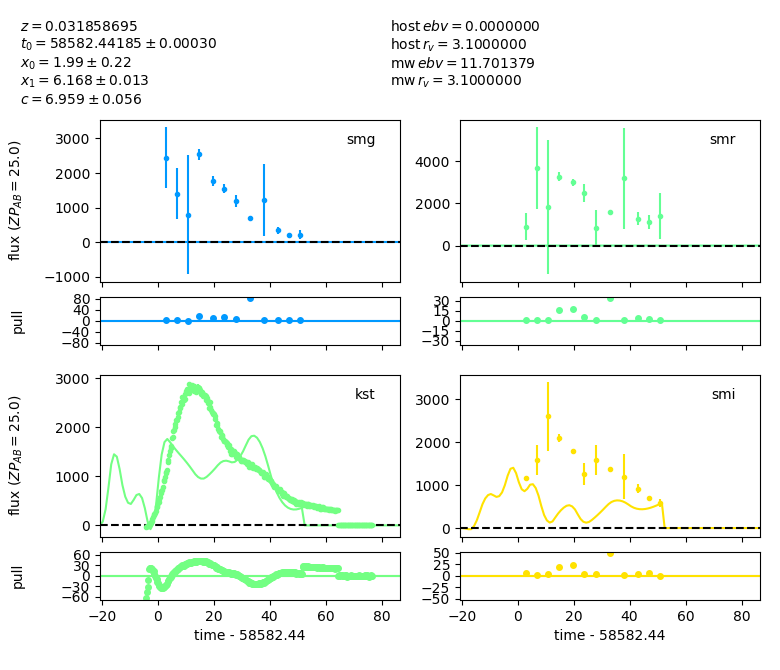 z = 0.031858695
host ebv = 0.0000000
t₀ = 58582.44185 ± 0.00030
host r_v = 3.1000000
x₀ = 1.99 ± 0.22
mw ebv = 11.701379
x₁ = 6.168 ± 0.013
mw r_v = 3.1000000
c = 6.959 ± 0.056
smg
3000
2000
1000
0
−1000
flux (ZP_AB = 25.0)
smr
4000
2000
0
80
40
0
−40
−80
pull
30
15
0
−15
−30
kst
3000
2000
1000
0
flux (ZP_AB = 25.0)
smi
3000
2000
1000
0
60
30
0
−30
−60
pull
50
25
0
−25
−50
−20 0 20 40 60 80
time - 58582.44
−20 0 20 40 60 80
time - 58582.44